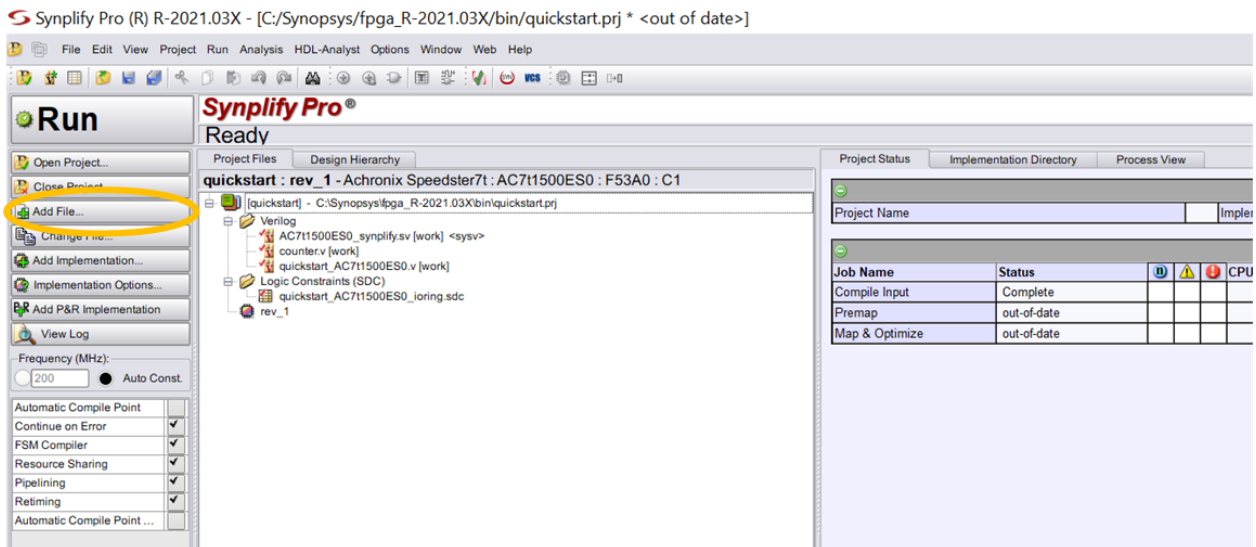 Synplify Pro (R) R-2021.03X - [C:/Synopsys/fpga_R-2021.03X/bin/quickstart.prj * <out of date>]
File Edit View Project Run Analysis HDL-Analyst Options Window Web Help
VCS
Run
Synplify Pro®
Ready
Open Project...
Close Project
Add File...
Change File...
Add Implementation...
Implementation Options...
P&R Add P&R Implementation
View Log
Frequency (MHz):
200 Auto Const.
Automatic Compile Point
Continue on Error
FSM Compiler
Resource Sharing
Pipelining
Retiming
Automatic Compile Point ...
Project Files Design Hierarchy
quickstart : rev_1 - Achronix Speedster7t : AC7t1500ES0 : F53A0 : C1
[quickstart] - C:\Synopsys\fpga_R-2021.03X\bin\quickstart.prj
Verilog
AC7t1500ES0_synplify.sv [work] <sysv>
counter.v [work]
quickstart_AC7t1500ES0.v [work]
Logic Constraints (SDC)
quickstart_AC7t1500ES0_ioring.sdc
rev_1
Project Status Implementation Directory Process View
Project Name Implem
Job Name Status CPU
Compile Input Complete
Premap out-of-date
Map & Optimize out-of-date